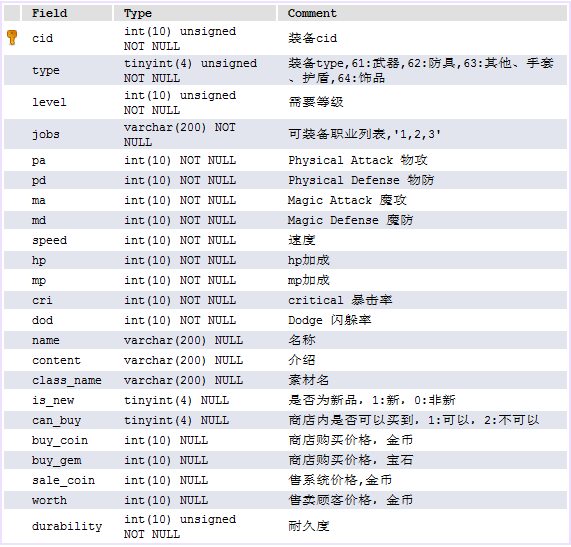 Field Type Comment
cid int(10) unsigned NOT NULL 装备cid
type tinyint(4) unsigned NOT NULL 装备type,61:武器,62:防具,63:其他、手套、护盾,64:饰品
level int(10) unsigned NOT NULL 需要等级
jobs varchar(200) NOT NULL 可装备职业列表,'1,2,3'
pa int(10) NOT NULL Physical Attack 物攻
pd int(10) NOT NULL Physical Defense 物防
ma int(10) NOT NULL Magic Attack 魔攻
md int(10) NOT NULL Magic Defense 魔防
speed int(10) NOT NULL 速度
hp int(10) NOT NULL hp加成
mp int(10) NOT NULL mp加成
cri int(10) NOT NULL critical 暴击率
dod int(10) NOT NULL Dodge 闪躲率
name varchar(200) NULL 名称
content varchar(200) NULL 介绍
class_name varchar(200) NULL 素材名
is_new tinyint(4) NULL 是否为新品，1:新，0:非新
can_buy tinyint(4) NULL 商店内是否可以买到，1:可以，2:不可以
buy_coin int(10) NULL 商店购买价格，金币
buy_gem int(10) NULL 商店购买价格，宝石
sale_coin int(10) NULL 售系统价格,金币
worth int(10) NULL 售卖顾客价格，金币
durability int(10) unsigned NOT NULL 耐久度